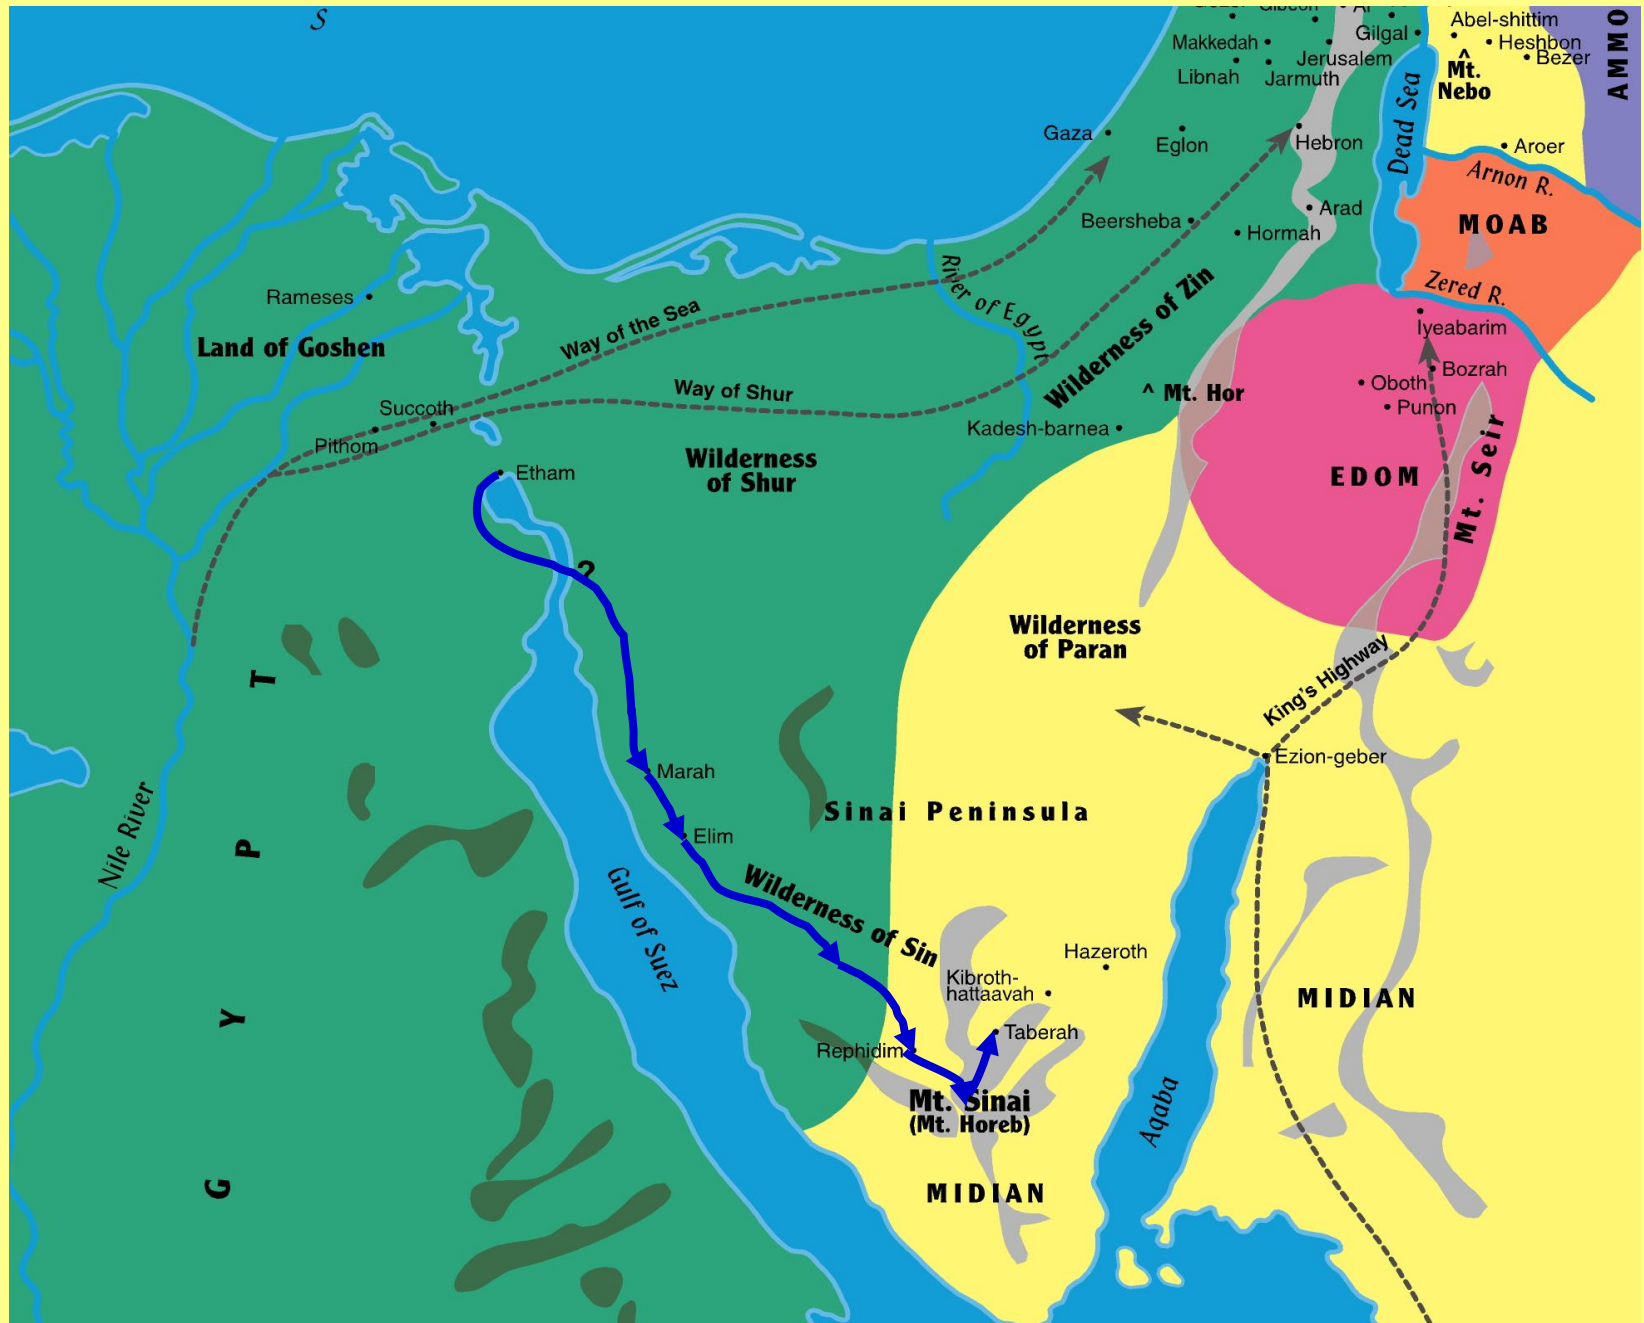 S
Gibeon
Gilgal
Abel-shittim
Makkedah
Heshbon
Jerusalem
Bezer
Libnah
Jarmuth
^
Mt.
Nebo
AMMO
Dead Sea
Gaza
Eglon
Hebron
Aroer
Arnon R.
Arad
MOAB
Beersheba
Hormah
River of Egypt
Wilderness of Zin
Zered R.
Rameses
Iyeabarim
Way of the Sea
Land of Goshen
Bozrah
Oboth
Punon
Way of Shur
^ Mt. Hor
Succoth
Pithom
Kadesh-barnea
Mt. Seir
Etham
Wilderness
of Shur
EDOM
?
Wilderness
of Paran
King's Highway
Ezion-geber
Marah
Sinai Peninsula
Elim
Nile River
Gulf of Suez
Wilderness of Sin
Hazeroth
Kibroth-
hattaavah
MIDIAN
Taberah
Rephidim
Mt. Sinai
(Mt. Horeb)
Aqaba
MIDIAN
G Y P T